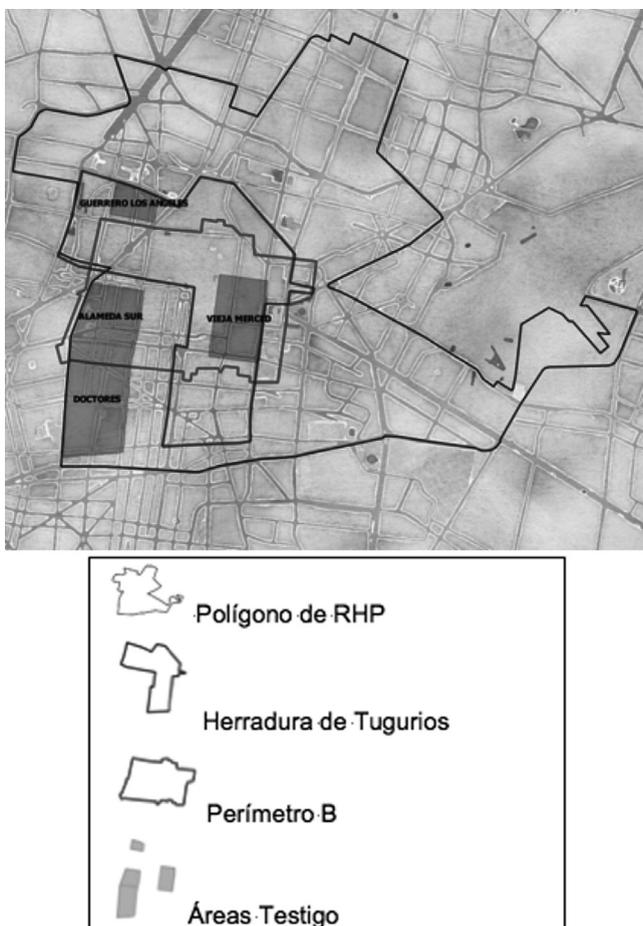 GUERRERO LOS ANGELES
ALAMEDA SUR
VIEJA MERCED
DOCTORES
Polígono de RHP
Herradura de Tugurios
Perímetro B
Áreas Testigo